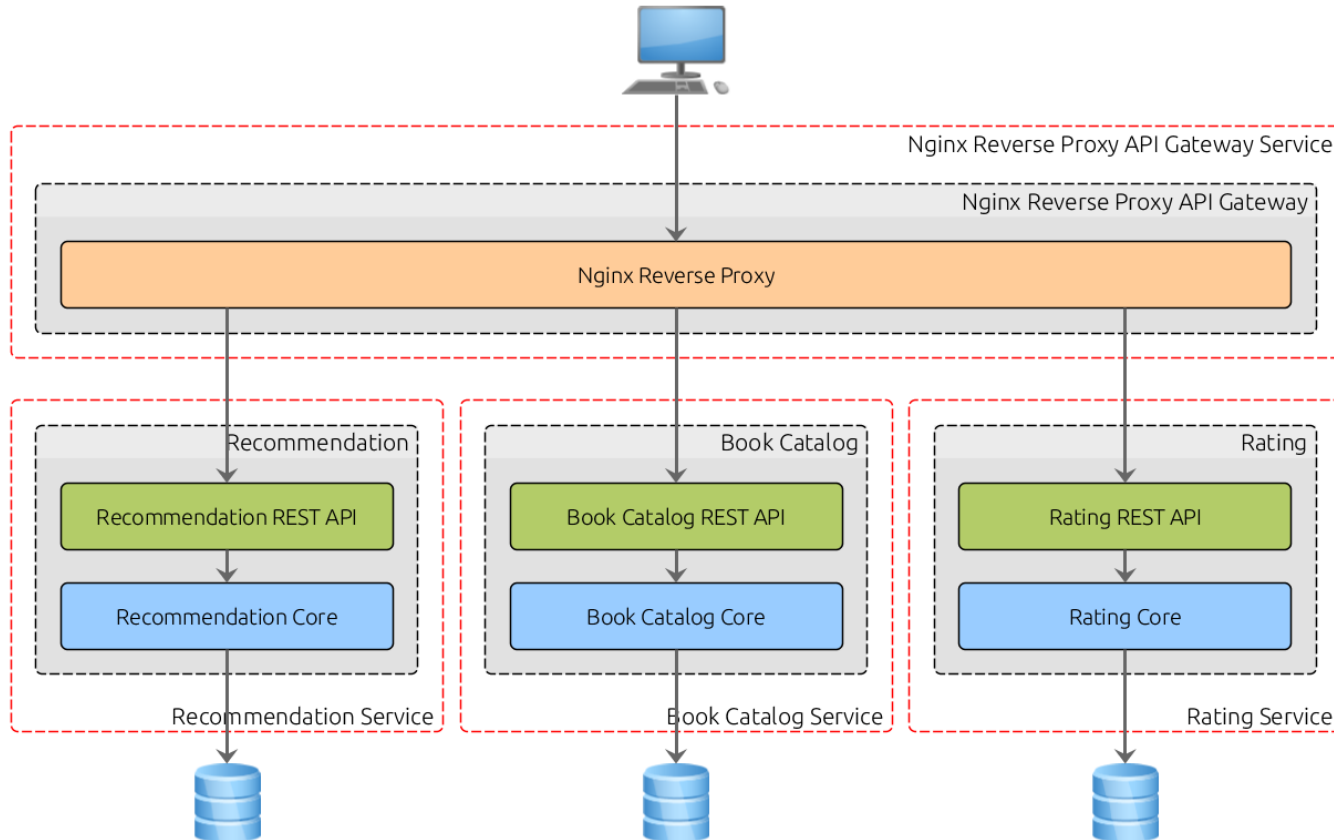 Nginx Reverse Proxy API Gateway Service
Nginx Reverse Proxy API Gateway
Nginx Reverse Proxy
Recommendation
Book Catalog
Rating
Recommendation REST API
Book Catalog REST API
Rating REST API
Recommendation Core
Book Catalog Core
Rating Core
Recommendation Service
Book Catalog Service
Rating Service